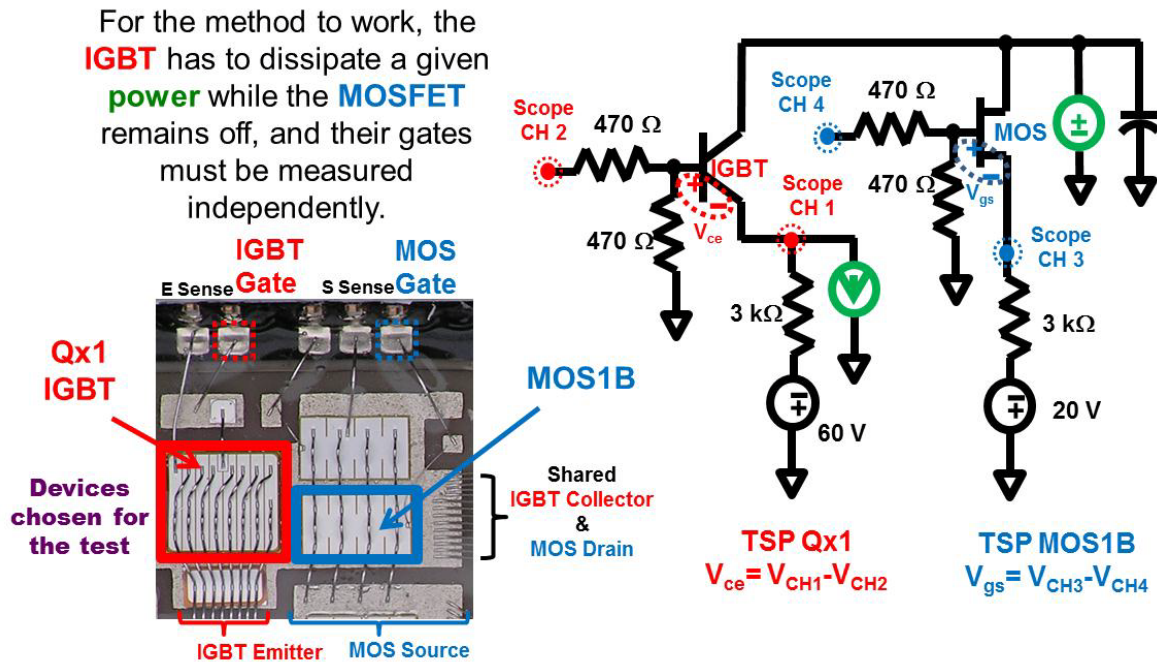 For the method to work, the
IGBT has to dissipate a given
power while the MOSFET
remains off, and their gates
must be measured
independently.
Scope
CH 2
470 Ω
470 Ω
IGBT
+
−
Vce
Scope
CH 1
3 kΩ
60 V
Scope
CH 4
470 Ω
470 Ω
MOS
+
−
Vgs
Scope
CH 3
3 kΩ
20 V
E Sense
IGBT
Gate
S Sense
MOS
Gate
Qx1
IGBT
MOS1B
Devices
chosen for
the test
Shared
IGBT Collector
&
MOS Drain
IGBT Emitter
MOS Source
TSP Qx1
Vce= VCH1-VCH2
TSP MOS1B
Vgs= VCH3-VCH4